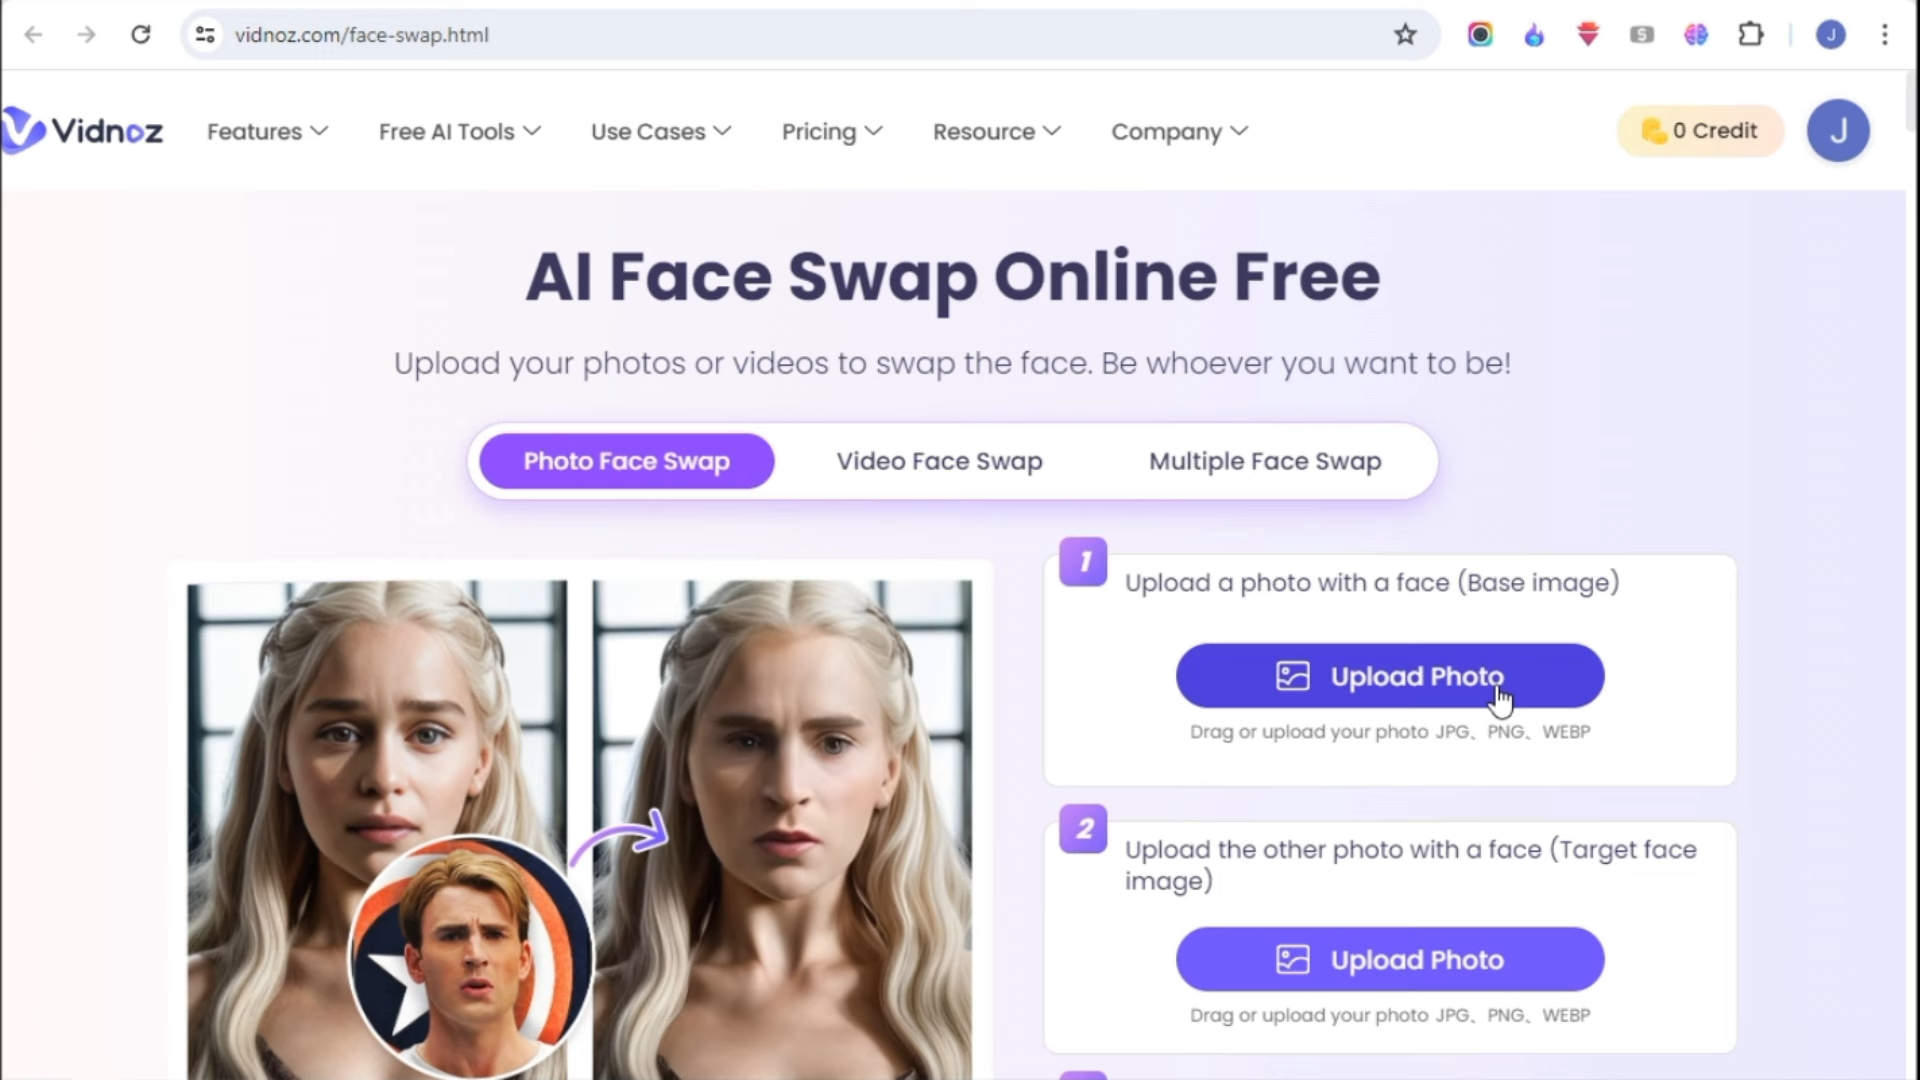 vidnoz.com/face-swap.html
S
J
Vidnoz
Features
Free AI Tools
Use Cases
Pricing
Resource
Company
0 Credit
J
AI Face Swap Online Free
Upload your photos or videos to swap the face. Be whoever you want to be!
Photo Face Swap
Video Face Swap
Multiple Face Swap
1
Upload a photo with a face (Base image)
Upload Photo
Drag or upload your photo JPG、PNG、WEBP
2
Upload the other photo with a face (Target face
image)
Upload Photo
Drag or upload your photo JPG、PNG、WEBP